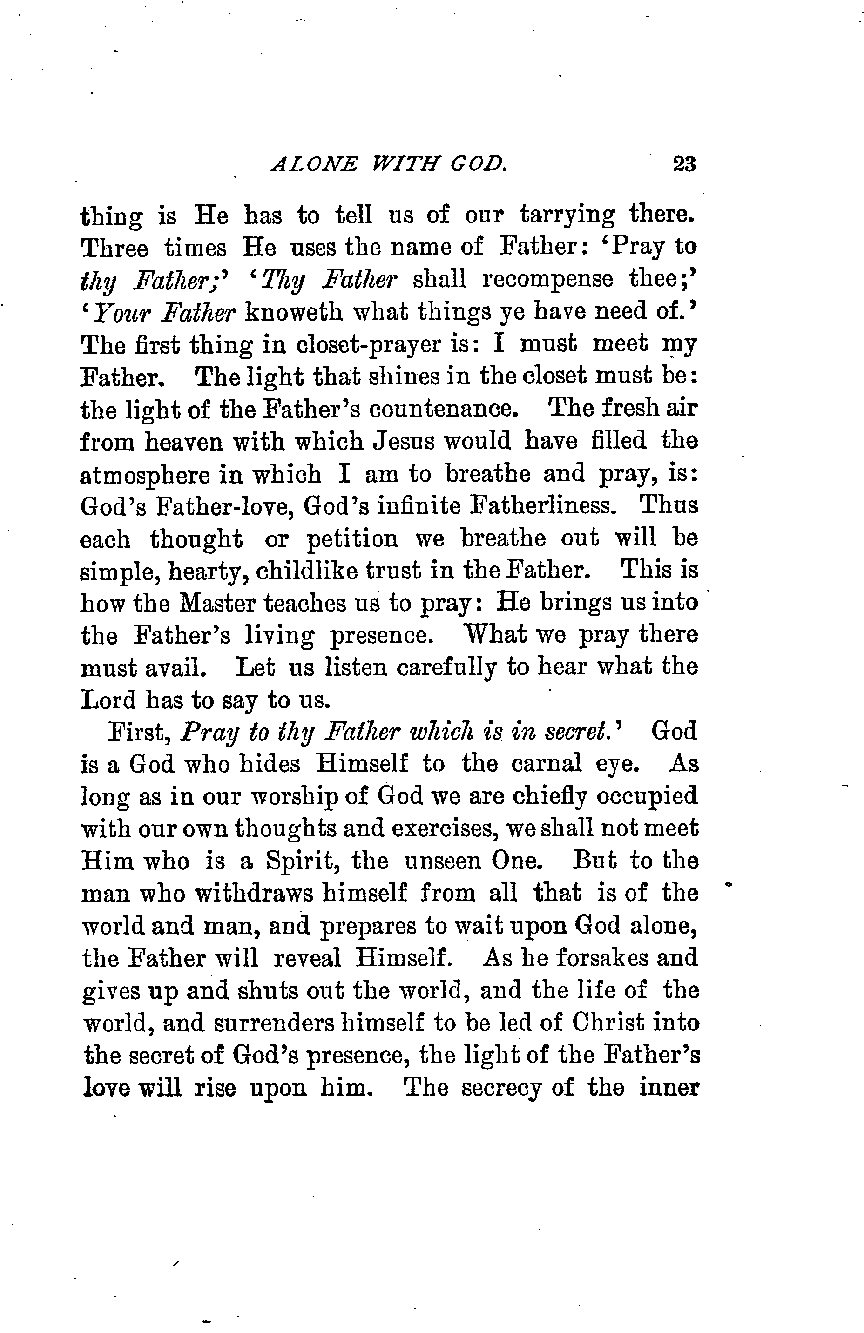 ALONE WITH GOD. 23
thing is He has to tell us of our tarrying there.
Three times He uses the name of Father: ‘Pray to
thy Father;’ ‘Thy Father shall recompense thee;’
‘Your Father knoweth what things ye have need of.’
The first thing in closet-prayer is: I must meet my
Father. The light that shines in the closet must be:
the light of the Father’s countenance. The fresh air
from heaven with which Jesus would have filled the
atmosphere in which I am to breathe and pray, is:
God’s Father-love, God’s infinite Fatherliness. Thus
each thought or petition we breathe out will be
simple, hearty, childlike trust in the Father. This is
how the Master teaches us to pray: He brings us into
the Father’s living presence. What we pray there
must avail. Let us listen carefully to hear what the
Lord has to say to us.
First, Pray to thy Father which is in secret.’ God
is a God who hides Himself to the carnal eye. As
long as in our worship of God we are chiefly occupied
with our own thoughts and exercises, we shall not meet
Him who is a Spirit, the unseen One. But to the
man who withdraws himself from all that is of the
world and man, and prepares to wait upon God alone,
the Father will reveal Himself. As he forsakes and
gives up and shuts out the world, and the life of the
world, and surrenders himself to be led of Christ into
the secret of God’s presence, the light of the Father’s
love will rise upon him. The secrecy of the inner